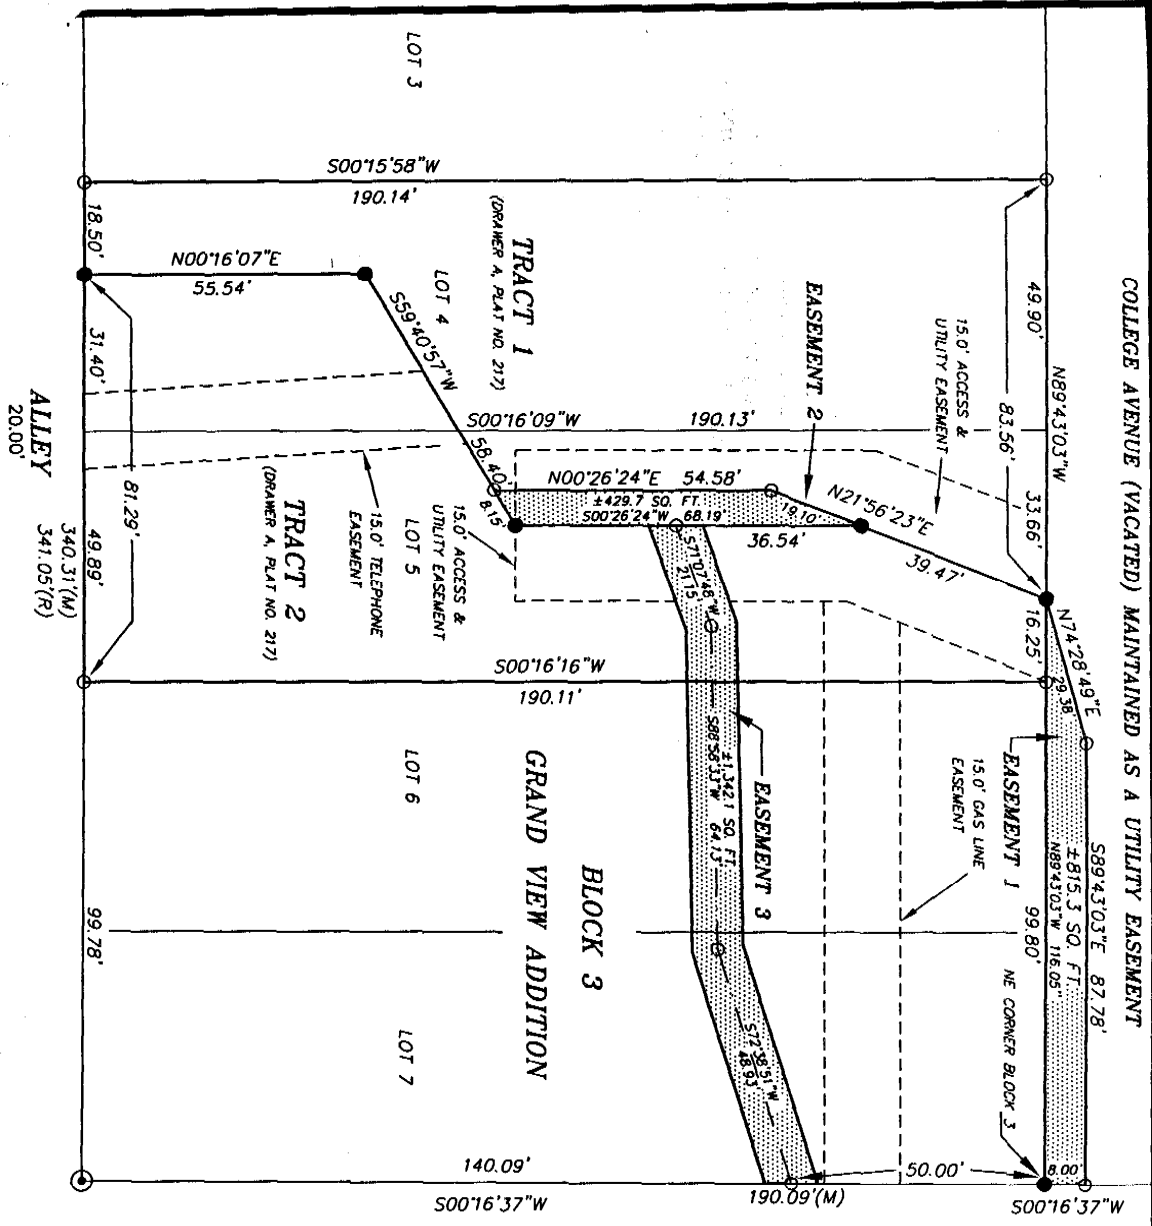 COLLEGE AVENUE (VACATED) MAINTAINED AS A UTILITY EASEMENT
N89°43'03"W
49.90'
83.56'
33.66'
16.25'
N74°28'49"E
29.38'
S89°43'03"E 87.78'
±815.3 SQ. FT.
N89°43'03"W 116.05'
99.80'
EASEMENT 1
NE CORNER BLOCK 3
8.00'
S00°16'37"W
15.0' GAS LINE
EASEMENT
15.0' ACCESS &
UTILITY EASEMENT
N21°56'23"E
39.47'
19.10'
36.54'
EASEMENT 2
N00°26'24"E 54.58'
±429.7 SQ. FT.
S00°26'24"W 68.19'
EASEMENT 3
S71°07'48"W
21.15'
±1,342.1 SQ. FT.
S88°58'33"W 64.13'
S72°38'51"W
48.93'
50.00'
190.09'(M)
140.09'
S00°16'37"W
LOT 3
S00°15'58"W
190.14'
TRACT 1
(DRAWER A, PLAT NO. 217)
LOT 4
S59°40'57"W
58.40'
8.15'
N00°16'07"E
55.54'
S00°16'09"W
190.13'
15.0' ACCESS &
UTILITY EASEMENT
LOT 5
15.0' TELEPHONE
EASEMENT
TRACT 2
(DRAWER A, PLAT NO. 217)
S00°16'16"W
190.11'
BLOCK 3
GRAND VIEW ADDITION
LOT 6
LOT 7
18.50'
31.40'
81.29'
49.89'
99.78'
340.31'(M)
341.05'(R)
ALLEY
20.00'